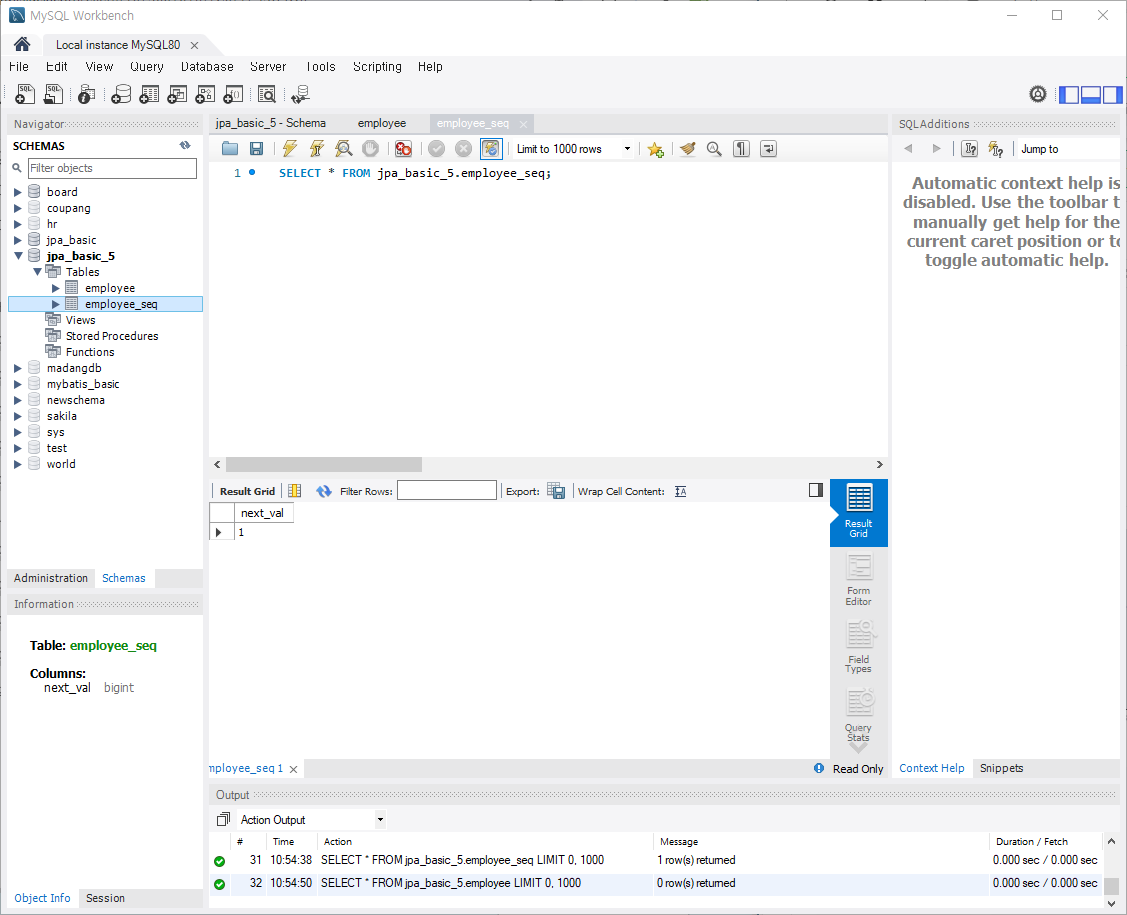 MySQL Workbench
Local instance MySQL80
File Edit View Query Database Server Tools Scripting Help
Navigator
SCHEMAS
Filter objects
board
coupang
hr
jpa_basic
jpa_basic_5
Tables
employee
employee_seq
Views
Stored Procedures
Functions
madangdb
mybatis_basic
newschema
sakila
sys
test
world
Administration Schemas
Information
Table: employee_seq
Columns:
next_val bigint
Object Info Session
jpa_basic_5 - Schema employee employee_seq
Limit to 1000 rows
1 SELECT * FROM jpa_basic_5.employee_seq;
Result Grid Filter Rows: Export: Wrap Cell Content:
next_val
1
Result
Grid
Form
Editor
Field
Types
Query
Stats
mployee_seq 1
Read Only
SQLAdditions
Jump to
Automatic context help is
disabled. Use the toolbar t
manually get help for the
current caret position or to
toggle automatic help.
Context Help Snippets
Output
Action Output
# Time Action Message Duration / Fetch
31 10:54:38 SELECT * FROM jpa_basic_5.employee_seq LIMIT 0, 1000 1 row(s) returned 0.000 sec / 0.000 sec
32 10:54:50 SELECT * FROM jpa_basic_5.employee LIMIT 0, 1000 0 row(s) returned 0.000 sec / 0.000 sec